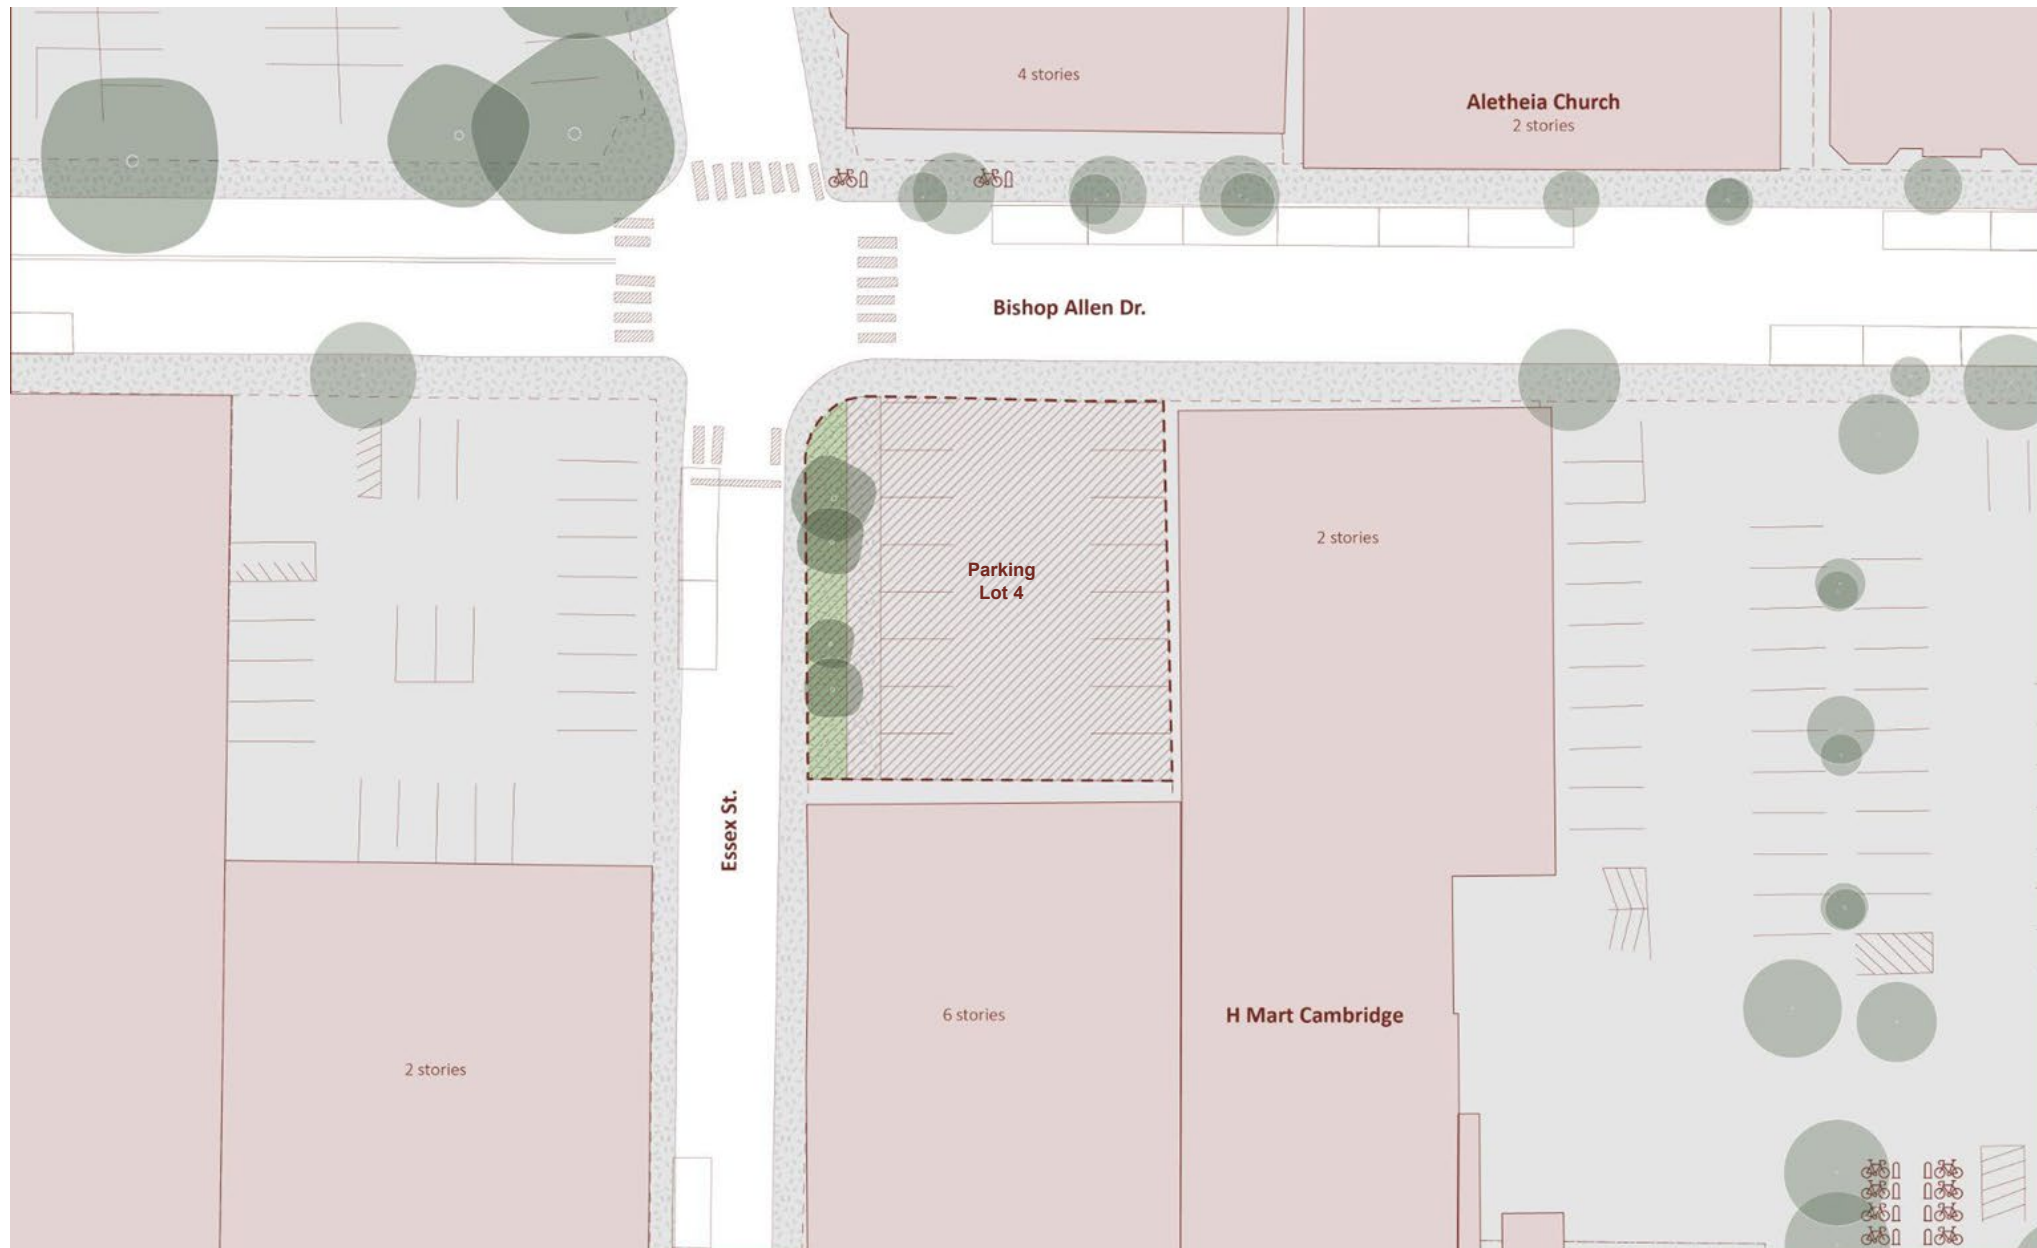 4 stories
Aletheia Church
2 stories
Bishop Allen Dr.
2 stories
Parking
Lot 4
Essex St.
6 stories
H Mart Cambridge
2 stories